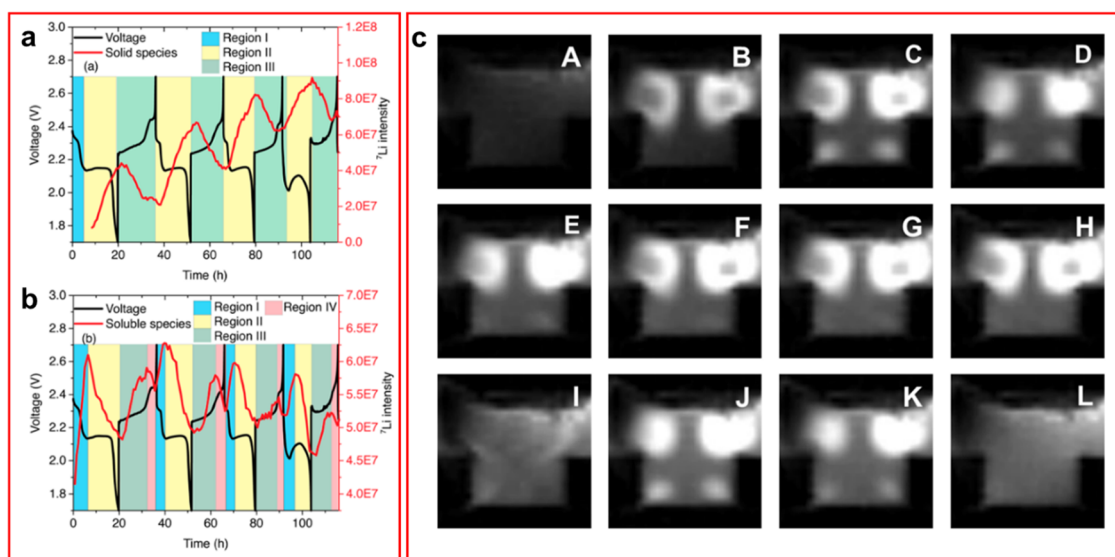 a
3.0
2.8
2.6
2.4
2.2
2.0
1.8
Voltage (V)
Voltage
Solid species
(a)
Region I
Region II
Region III
1.2E8
1.0E8
8.0E7
6.0E7
4.0E7
2.0E7
0.0
⁷Li intensity
0 20 40 60 80 100
Time (h)
b
3.0
2.8
2.6
2.4
2.2
2.0
1.8
Voltage (V)
Voltage
Soluble species
(b)
Region I
Region II
Region III
Region IV
7.0E7
6.5E7
6.0E7
5.5E7
5.0E7
4.5E7
4.0E7
⁷Li intensity
0 20 40 60 80 100
Time (h)
c
A B C D
E F G H
I J K L